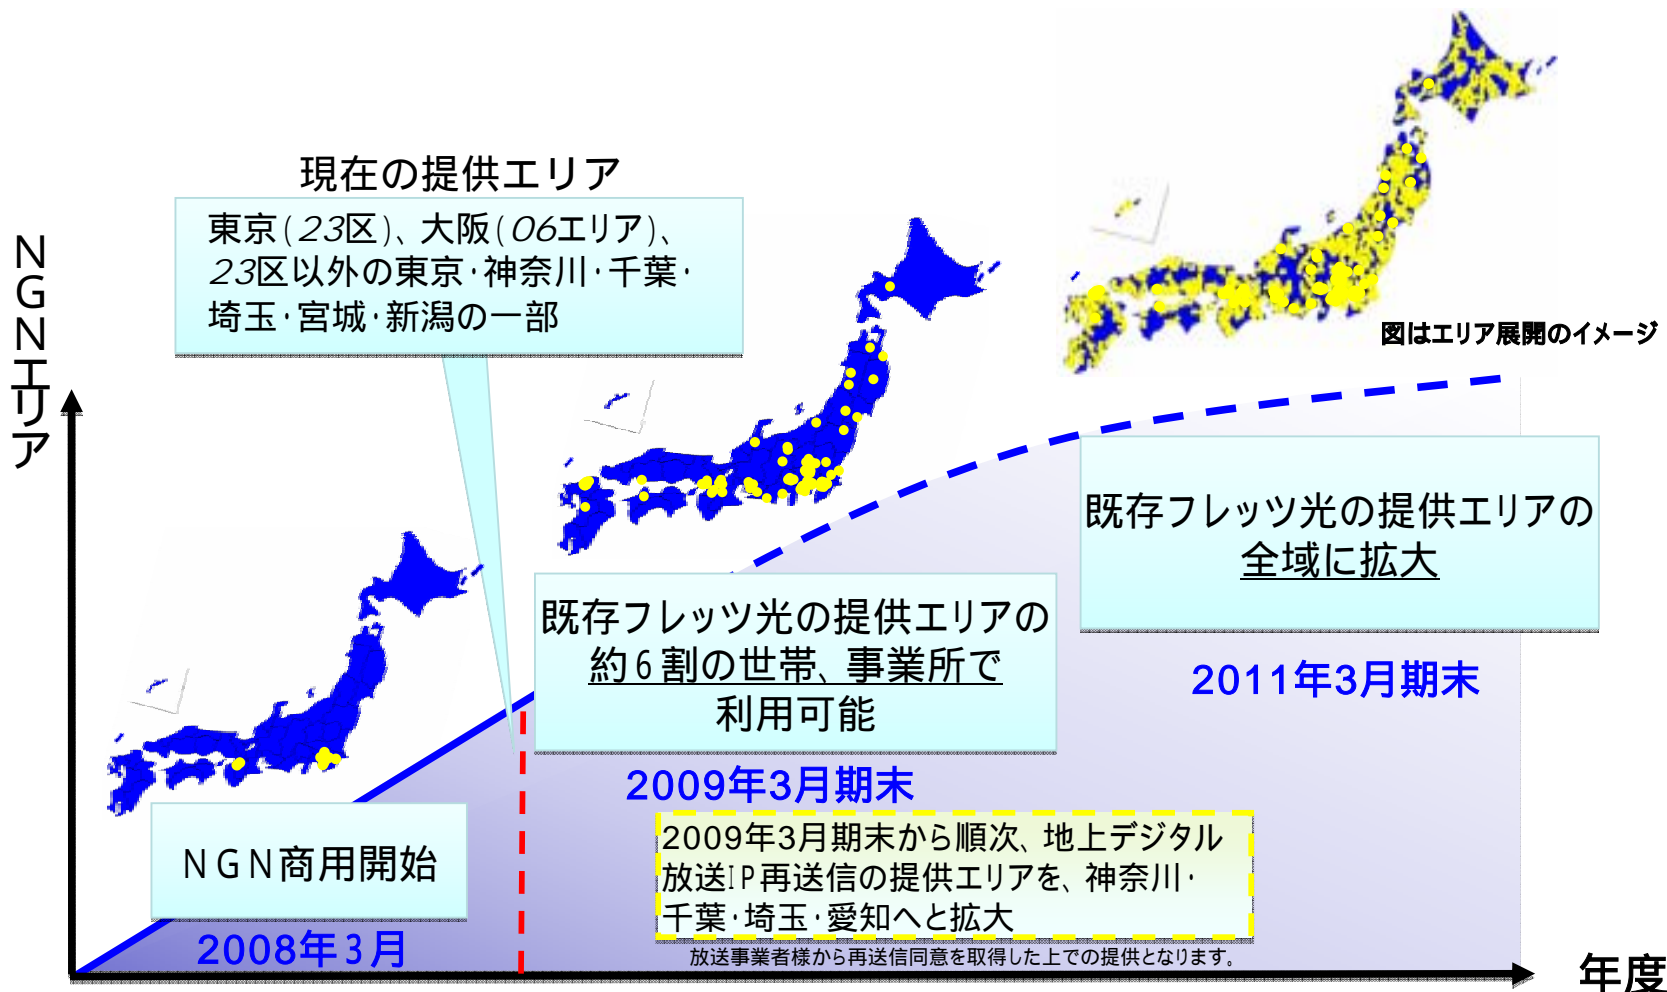 NGNエリア
現在の提供エリア
東京(23区)、大阪(06エリア)、
23区以外の東京･神奈川･千葉･
埼玉･宮城･新潟の一部
図はエリア展開のイメージ
既存フレッツ光の提供エリアの
全域に拡大
2011年3月期末
既存フレッツ光の提供エリアの
約6割の世帯、事業所で
利用可能
2009年3月期末
2009年3月期末から順次、地上デジタル
放送IP再送信の提供エリアを、神奈川･
千葉･埼玉･愛知へと拡大
放送事業者様から再送信同意を取得した上での提供となります。
NGN商用開始
2008年3月
年度